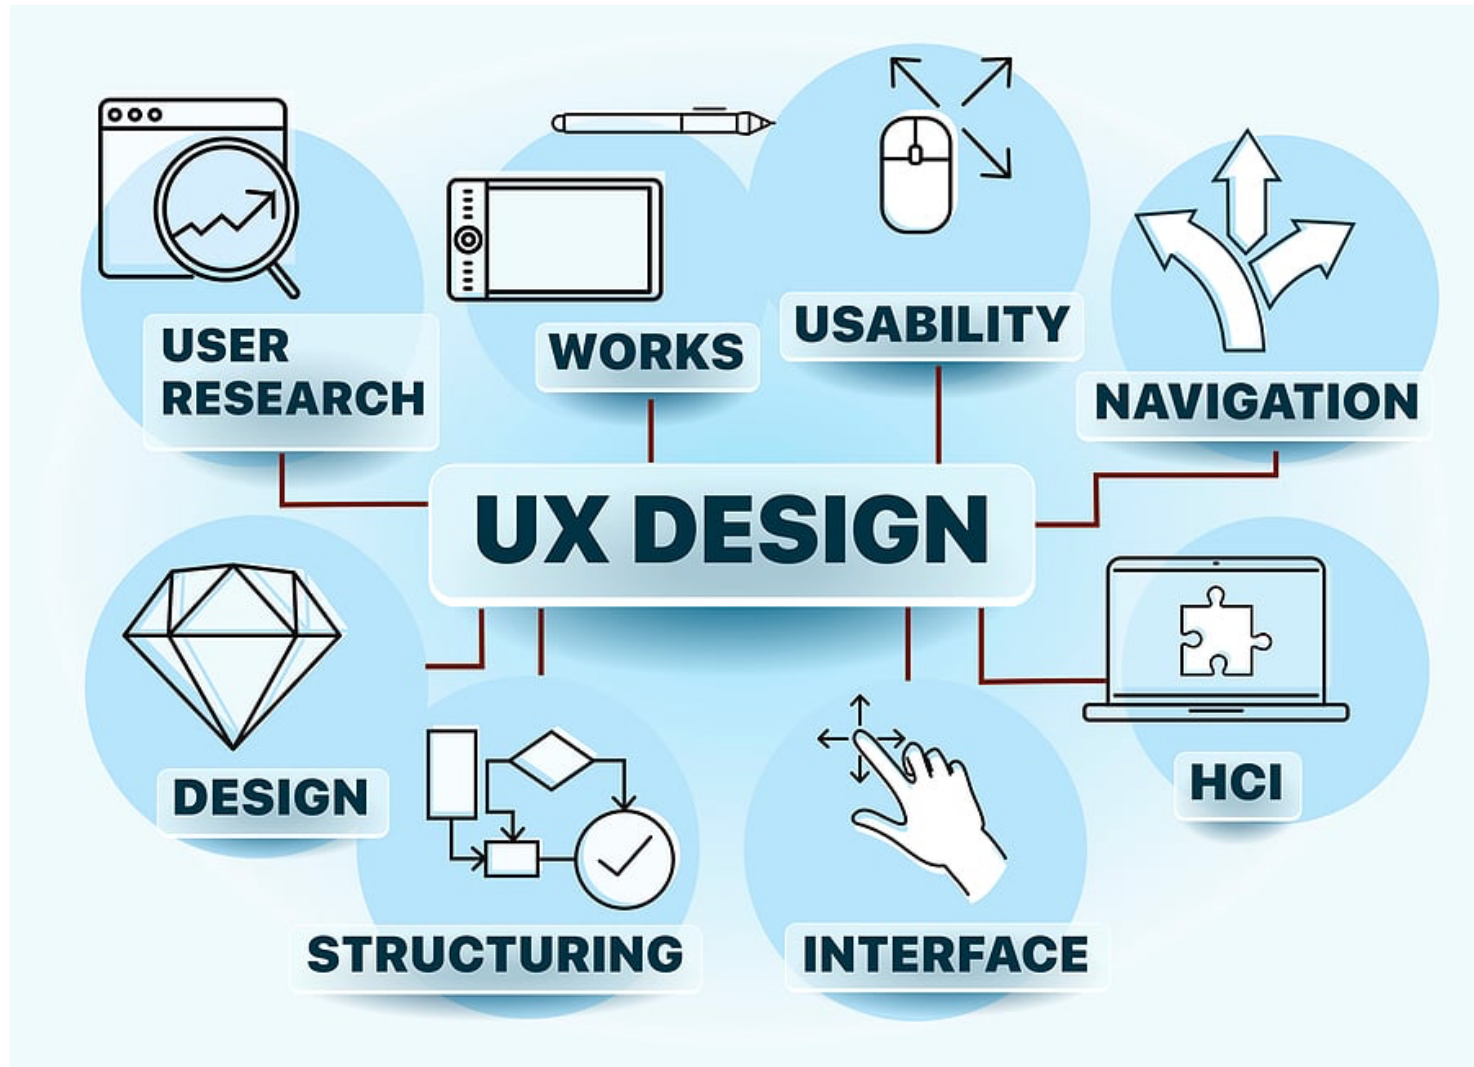 USER
RESEARCH
WORKS
USABILITY
NAVIGATION
UX DESIGN
DESIGN
HCI
STRUCTURING
INTERFACE